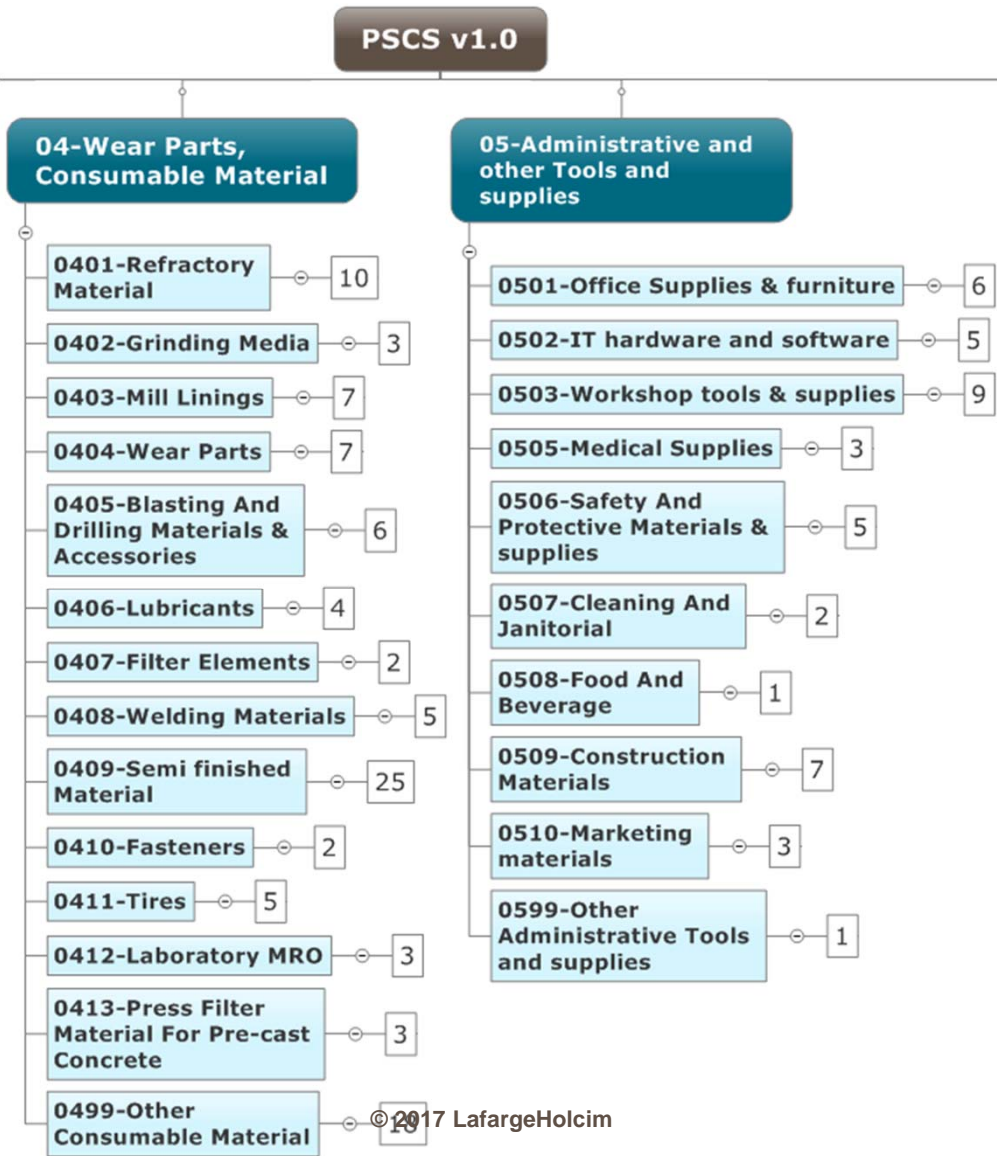 PSCS v1.0
04-Wear Parts,
Consumable Material
0401-Refractory
Material
10
0402-Grinding Media
3
0403-Mill Linings
7
0404-Wear Parts
7
0405-Blasting And
Drilling Materials &
Accessories
6
0406-Lubricants
4
0407-Filter Elements
2
0408-Welding Materials
5
0409-Semi finished
Material
25
0410-Fasteners
2
0411-Tires
5
0412-Laboratory MRO
3
0413-Press Filter
Material For Pre-cast
Concrete
3
0499-Other
Consumable Material
05-Administrative and
other Tools and
supplies
0501-Office Supplies & furniture
6
0502-IT hardware and software
5
0503-Workshop tools & supplies
9
0505-Medical Supplies
3
0506-Safety And
Protective Materials &
supplies
5
0507-Cleaning And
Janitorial
2
0508-Food And
Beverage
1
0509-Construction
Materials
7
0510-Marketing
materials
3
0599-Other
Administrative Tools
and supplies
1
© 2017 LafargeHolcim